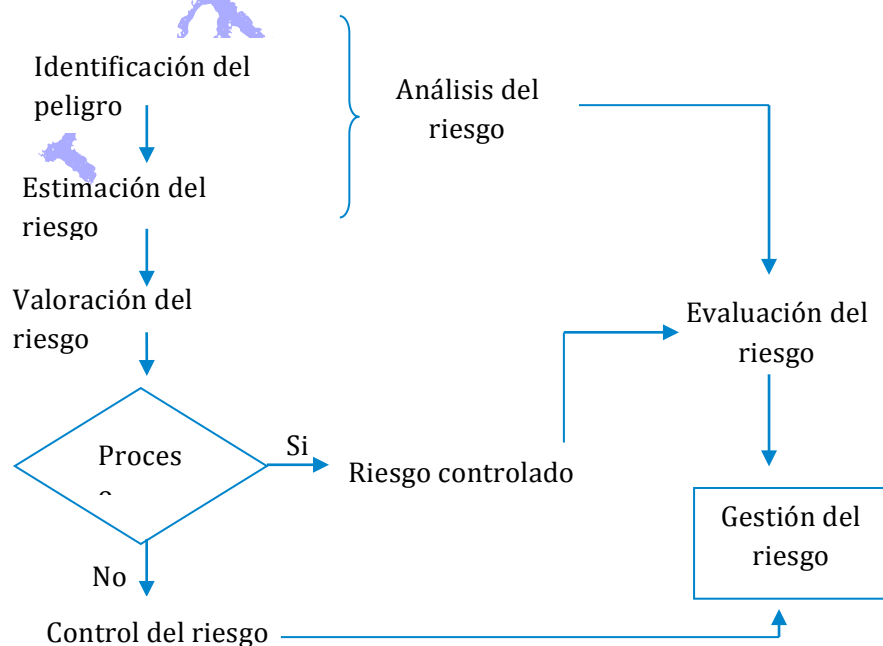 Identificación del
peligro
Análisis del
riesgo
Estimación del
riesgo
Valoración del
riesgo
Evaluación del
riesgo
Proces
Si
Riesgo controlado
Gestión del
riesgo
No
Control del riesgo